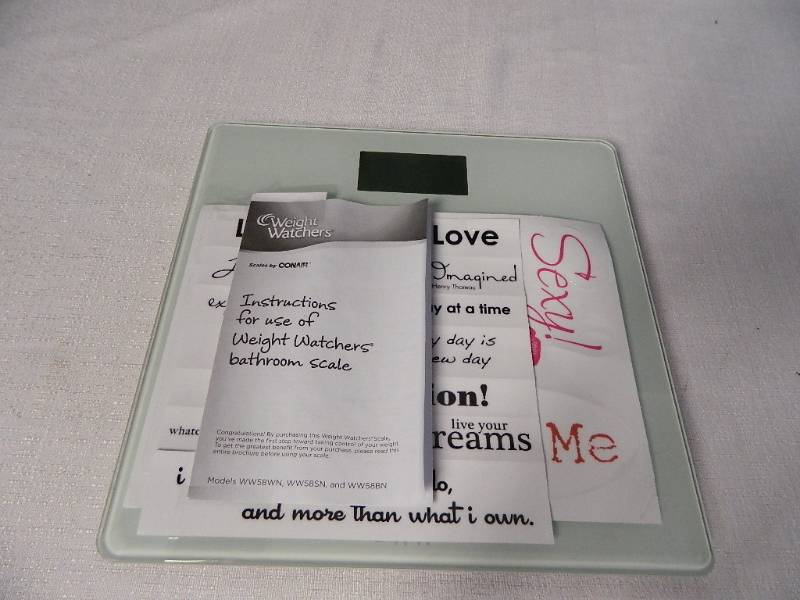 Weight
Watchers
Scales by CONAIR™
Instructions
for use of
Weight Watchers®
bathroom scale
Congratulations! By purchasing this Weight Watchers® Scale,
you've made the first step toward taking control of your weight.
To get the greatest benefit from your purchase, please read this
entire brochure before using your scale.
Models WW58WN, WW58SN, and WW58BN
L
Love
Imagined
Henry Thoreau
ex
y at a time
y day is
ew day
ion!
live your
reams
whate
i
lo,
and more than what i own.
Sexy!
Me